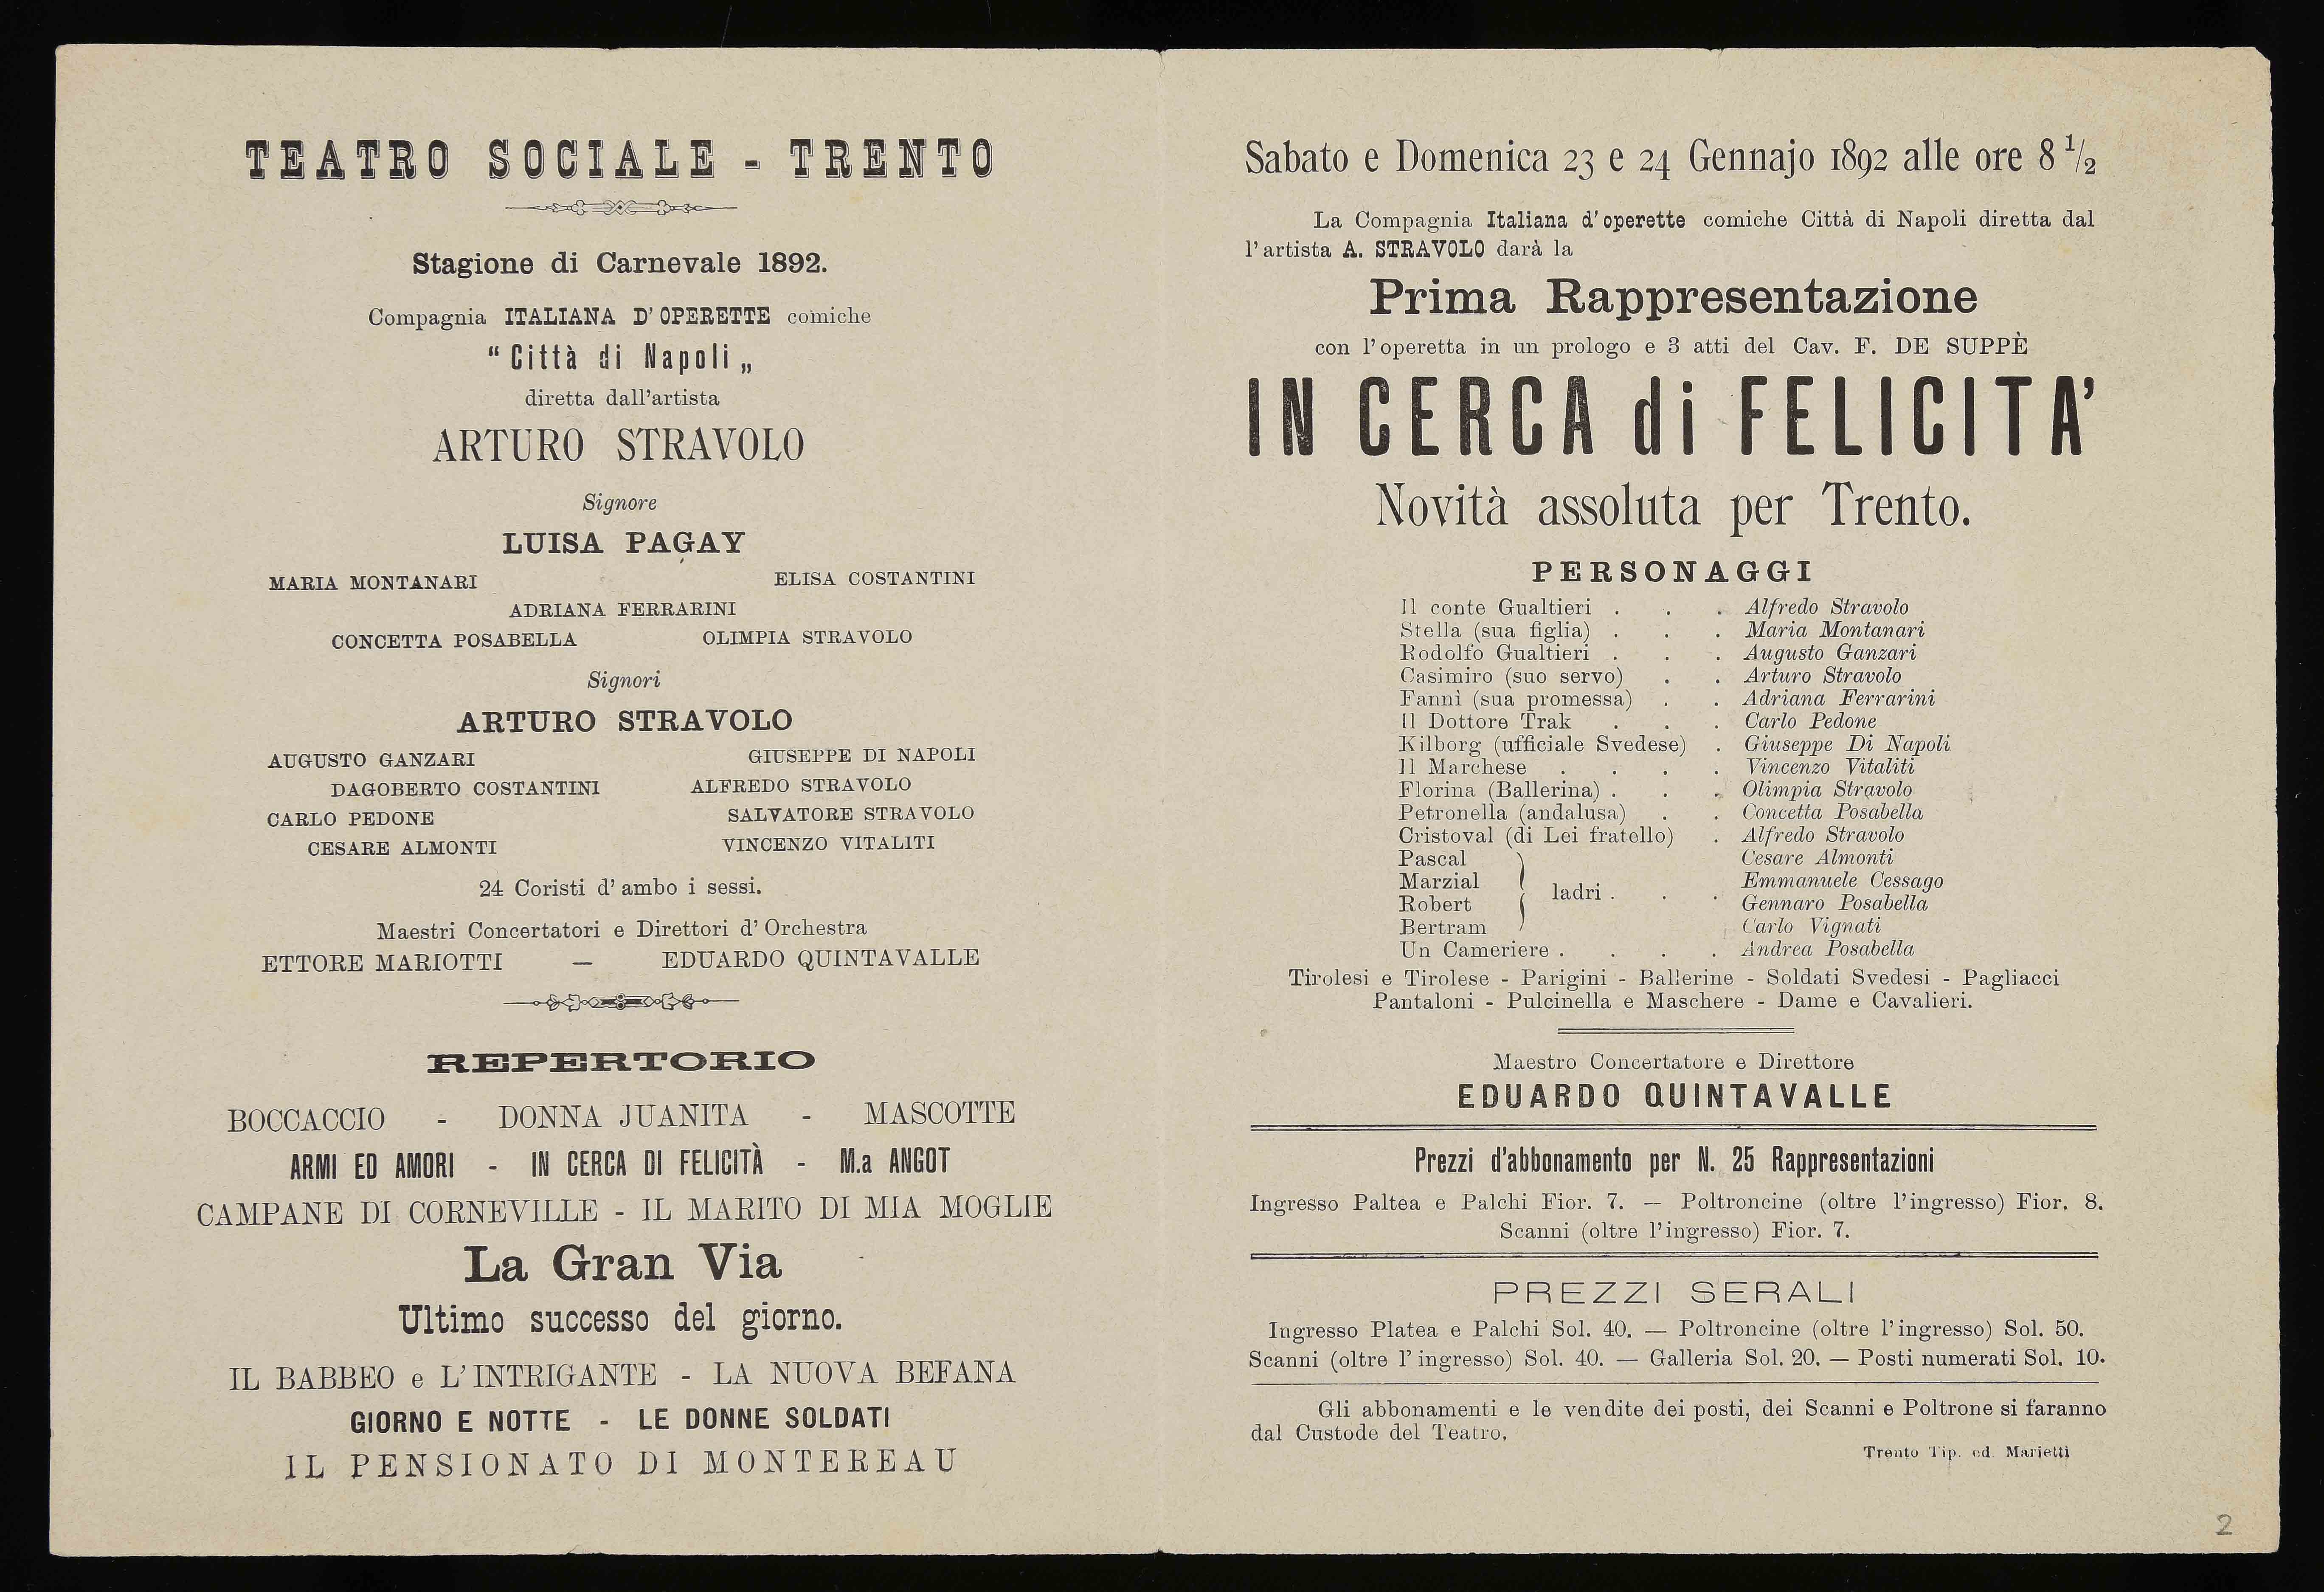 TEATRO SOCIALE - TRENTO
Stagione di Carnevale 1892.
Compagnia ITALIANA D'OPERETTE comiche
“Città di Napoli„
diretta dall'artista
ARTURO STRAVOLO
Signore
LUISA PAGAY
MARIA MONTANARI ELISA COSTANTINI
ADRIANA FERRARINI
CONCETTA POSABELLA OLIMPIA STRAVOLO
Signori
ARTURO STRAVOLO
AUGUSTO GANZARI GIUSEPPE DI NAPOLI
DAGOBERTO COSTANTINI ALFREDO STRAVOLO
CARLO PEDONE SALVATORE STRAVOLO
CESARE ALMONTI VINCENZO VITALITI
24 Coristi d'ambo i sessi.
Maestri Concertatori e Direttori d'Orchestra
ETTORE MARIOTTI — EDUARDO QUINTAVALLE
REPERTORIO
BOCCACCIO - DONNA JUANITA - MASCOTTE
ARMI ED AMORI - IN CERCA DI FELICITÀ - M.a ANGOT
CAMPANE DI CORNEVILLE - IL MARITO DI MIA MOGLIE
La Gran Via
Ultimo successo del giorno.
IL BABBEO e L'INTRIGANTE - LA NUOVA BEFANA
GIORNO E NOTTE - LE DONNE SOLDATI
IL PENSIONATO DI MONTEREAU
Sabato e Domenica 23 e 24 Gennajo 1892 alle ore 8 1/2
La Compagnia Italiana d'operette comiche Città di Napoli diretta dal
l'artista A. STRAVOLO darà la
Prima Rappresentazione
con l'operetta in un prologo e 3 atti del Cav. F. DE SUPPÈ
IN CERCA di FELICITA'
Novità assoluta per Trento.
PERSONAGGI
Il conte Gualtieri . . . Alfredo Stravolo
Stella (sua figlia) . . . Maria Montanari
Rodolfo Gualtieri . . . Augusto Ganzari
Casimiro (suo servo) . . Arturo Stravolo
Fannì (sua promessa) . . Adriana Ferrarini
Il Dottore Trak . . . Carlo Pedone
Kilborg (ufficiale Svedese) . Giuseppe Di Napoli
Il Marchese . . . . Vincenzo Vitaliti
Florina (Ballerina) . . . Olimpia Stravolo
Petronella (andalusa) . . Concetta Posabella
Cristoval (di Lei fratello) . Alfredo Stravolo
Pascal Cesare Almonti
Marzial Emmanuele Cessago
ladri . . .
Robert Gennaro Posabella
Bertram Carlo Vignati
Un Cameriere . . . . Andrea Posabella
Tirolesi e Tirolese - Parigini - Ballerine - Soldati Svedesi - Pagliacci
Pantaloni - Pulcinella e Maschere - Dame e Cavalieri.
Maestro Concertatore e Direttore
EDUARDO QUINTAVALLE
Prezzi d'abbonamento per N. 25 Rappresentazioni
Ingresso Paltea e Palchi Fior. 7. — Poltroncine (oltre l'ingresso) Fior. 8.
Scanni (oltre l'ingresso) Fior. 7.
PREZZI SERALI
Ingresso Platea e Palchi Sol. 40. — Poltroncine (oltre l'ingresso) Sol. 50.
Scanni (oltre l'ingresso) Sol. 40. — Galleria Sol. 20. — Posti numerati Sol. 10.
Gli abbonamenti e le vendite dei posti, dei Scanni e Poltrone si faranno
dal Custode del Teatro.
Trento Tip. ed. Marietti
2